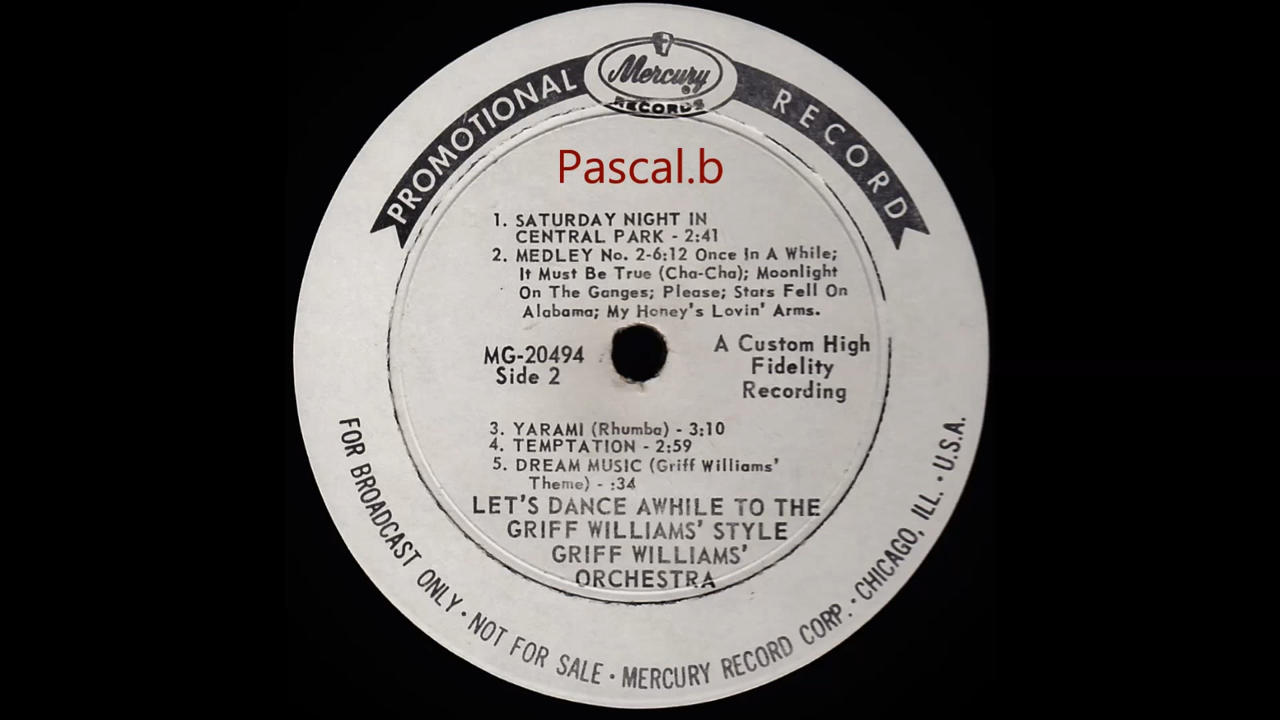 PROMOTIONAL RECORD
Mercury
®
RECORDS
Pascal.b
1. SATURDAY NIGHT IN
CENTRAL PARK - 2:41
2. MEDLEY No. 2-6:12 Once In A While;
It Must Be True (Cha-Cha); Moonlight
On The Ganges; Please; Stars Fell On
Alabama; My Honey's Lovin' Arms.
MG-20494
Side 2
A Custom High
Fidelity
Recording
3. YARAMI (Rhumba) - 3:10
4. TEMPTATION - 2:59
5. DREAM MUSIC (Griff Williams'
Theme) - :34
LET'S DANCE AWHILE TO THE
GRIFF WILLIAMS' STYLE
GRIFF WILLIAMS'
ORCHESTRA
FOR BROADCAST ONLY · NOT FOR SALE · MERCURY RECORD CORP. · CHICAGO, ILL. · U.S.A.